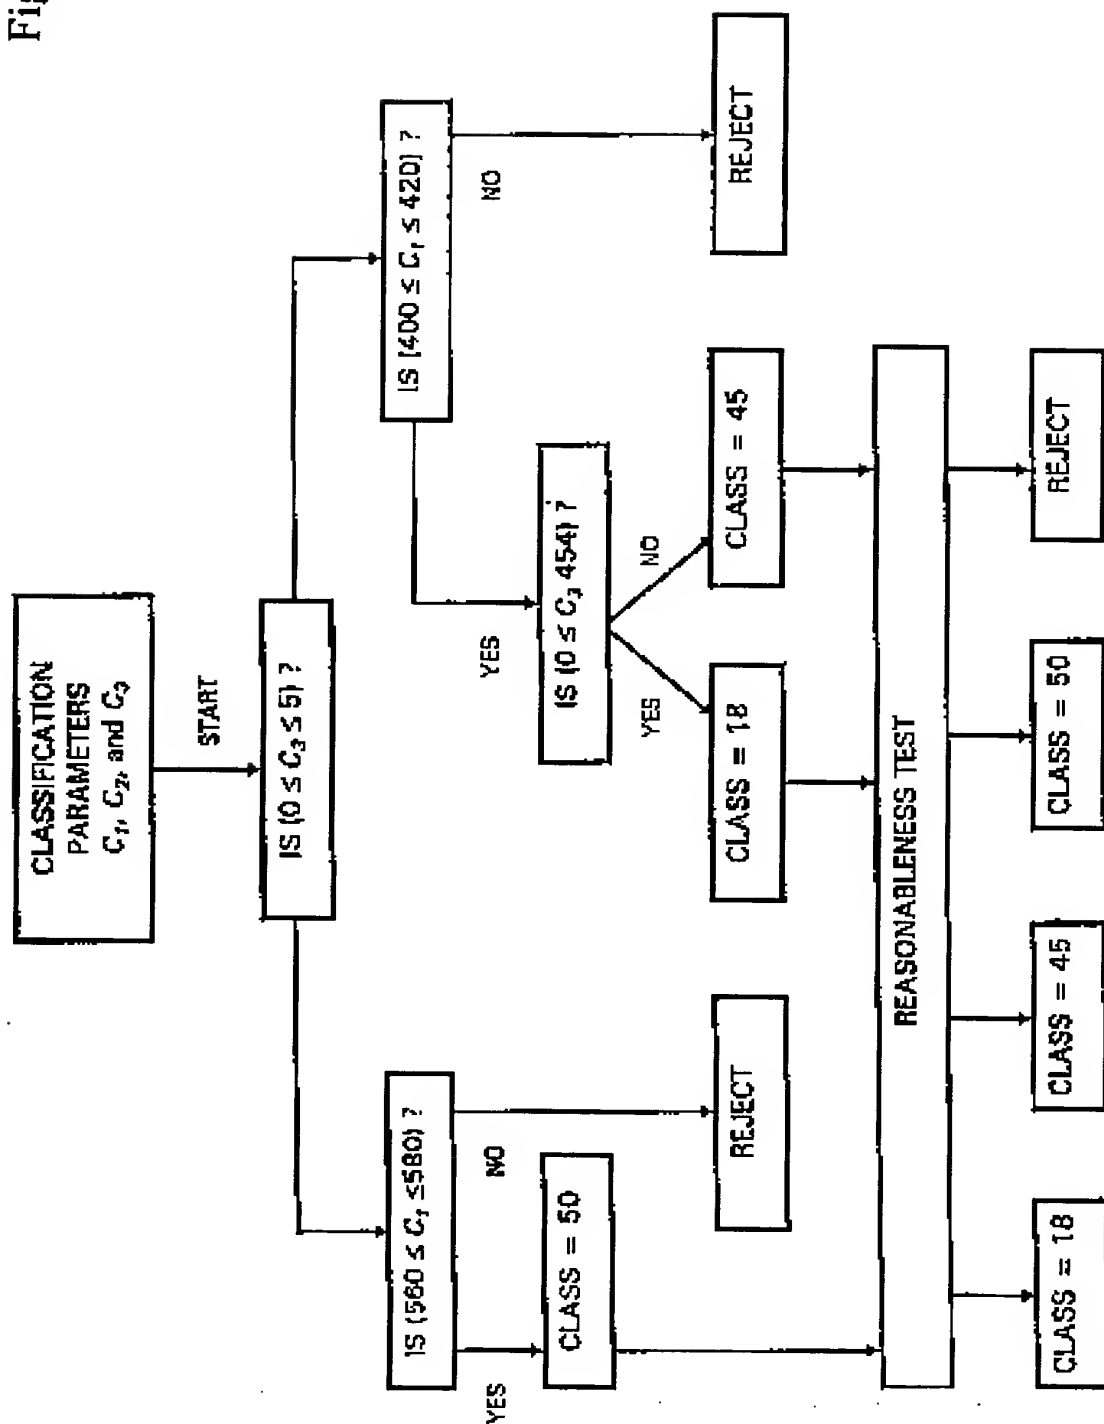 Fig
CLASSIFICATION
PARAMETERS
C₁, C₂, and C₃
START
IS (0 ≤ C₃ ≤ 5) ?
IS (560 ≤ C₁ ≤580) ?
IS (400 ≤ C₁ ≤ 420) ?
YES
NO
YES
NO
CLASS = 50
IS (0 ≤ C₃ 454) ?
YES
NO
REJECT
CLASS = 18
CLASS = 45
REJECT
REASONABLENESS TEST
CLASS = 18
CLASS = 45
CLASS = 50
REJECT